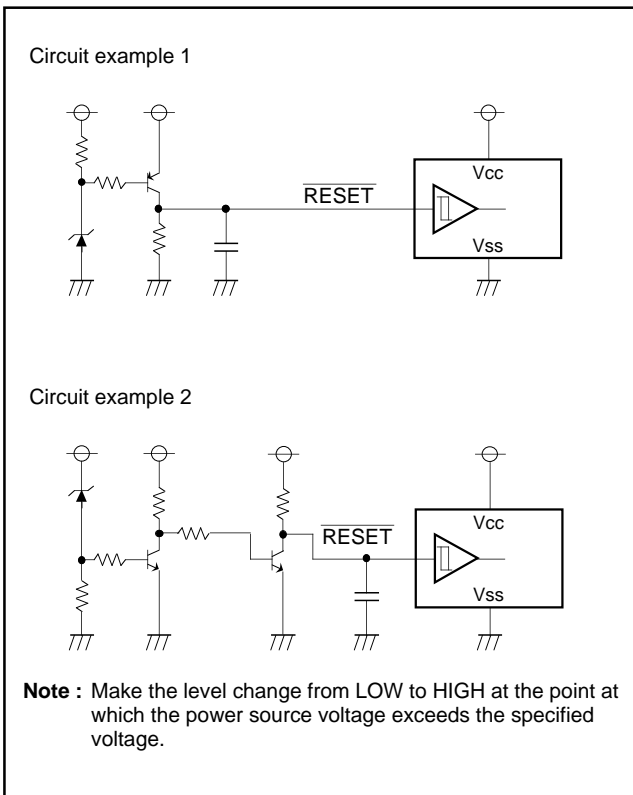 Circuit example 1
RESET
Vcc
Vss
Circuit example 2
RESET
Vcc
Vss
Note : Make the level change from LOW to HIGH at the point at
which the power source voltage exceeds the specified
voltage.